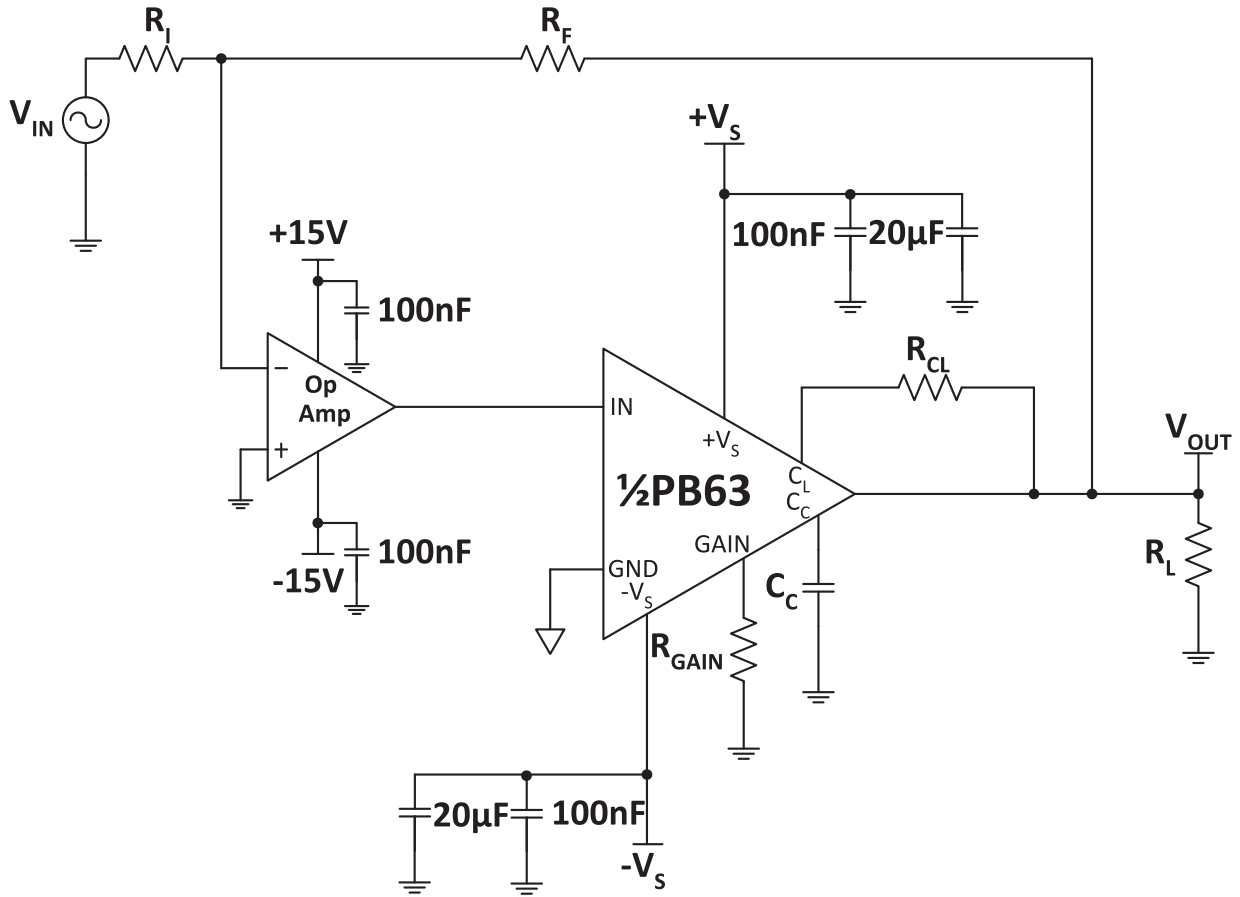 R_I
R_F
V_IN
+V_S
+15V
100nF
20µF
100nF
R_CL
Op
Amp
−
+
IN
+V_S
V_OUT
½PB63
C_L
C_C
GAIN
100nF
-15V
GND
-V_S
C_C
R_L
R_GAIN
20µF
100nF
-V_S